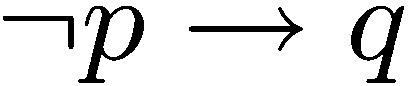 ¬p → q